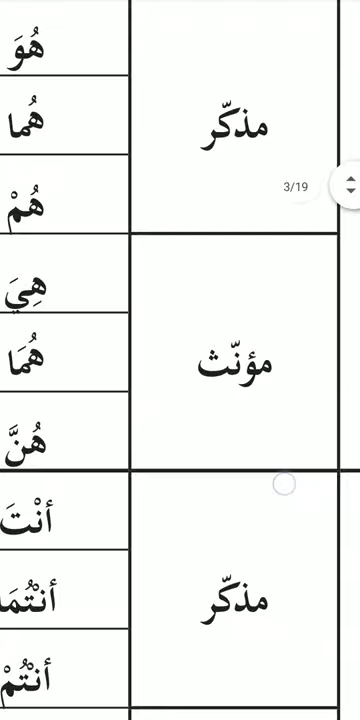 هُوَ
مذكّر
هُما
هُمْ
3/19
هِيَ
مؤنّث
هُمَا
هُنَّ
أنْتَ
مذكّر
أنْتُمَا
أنْتُمْ